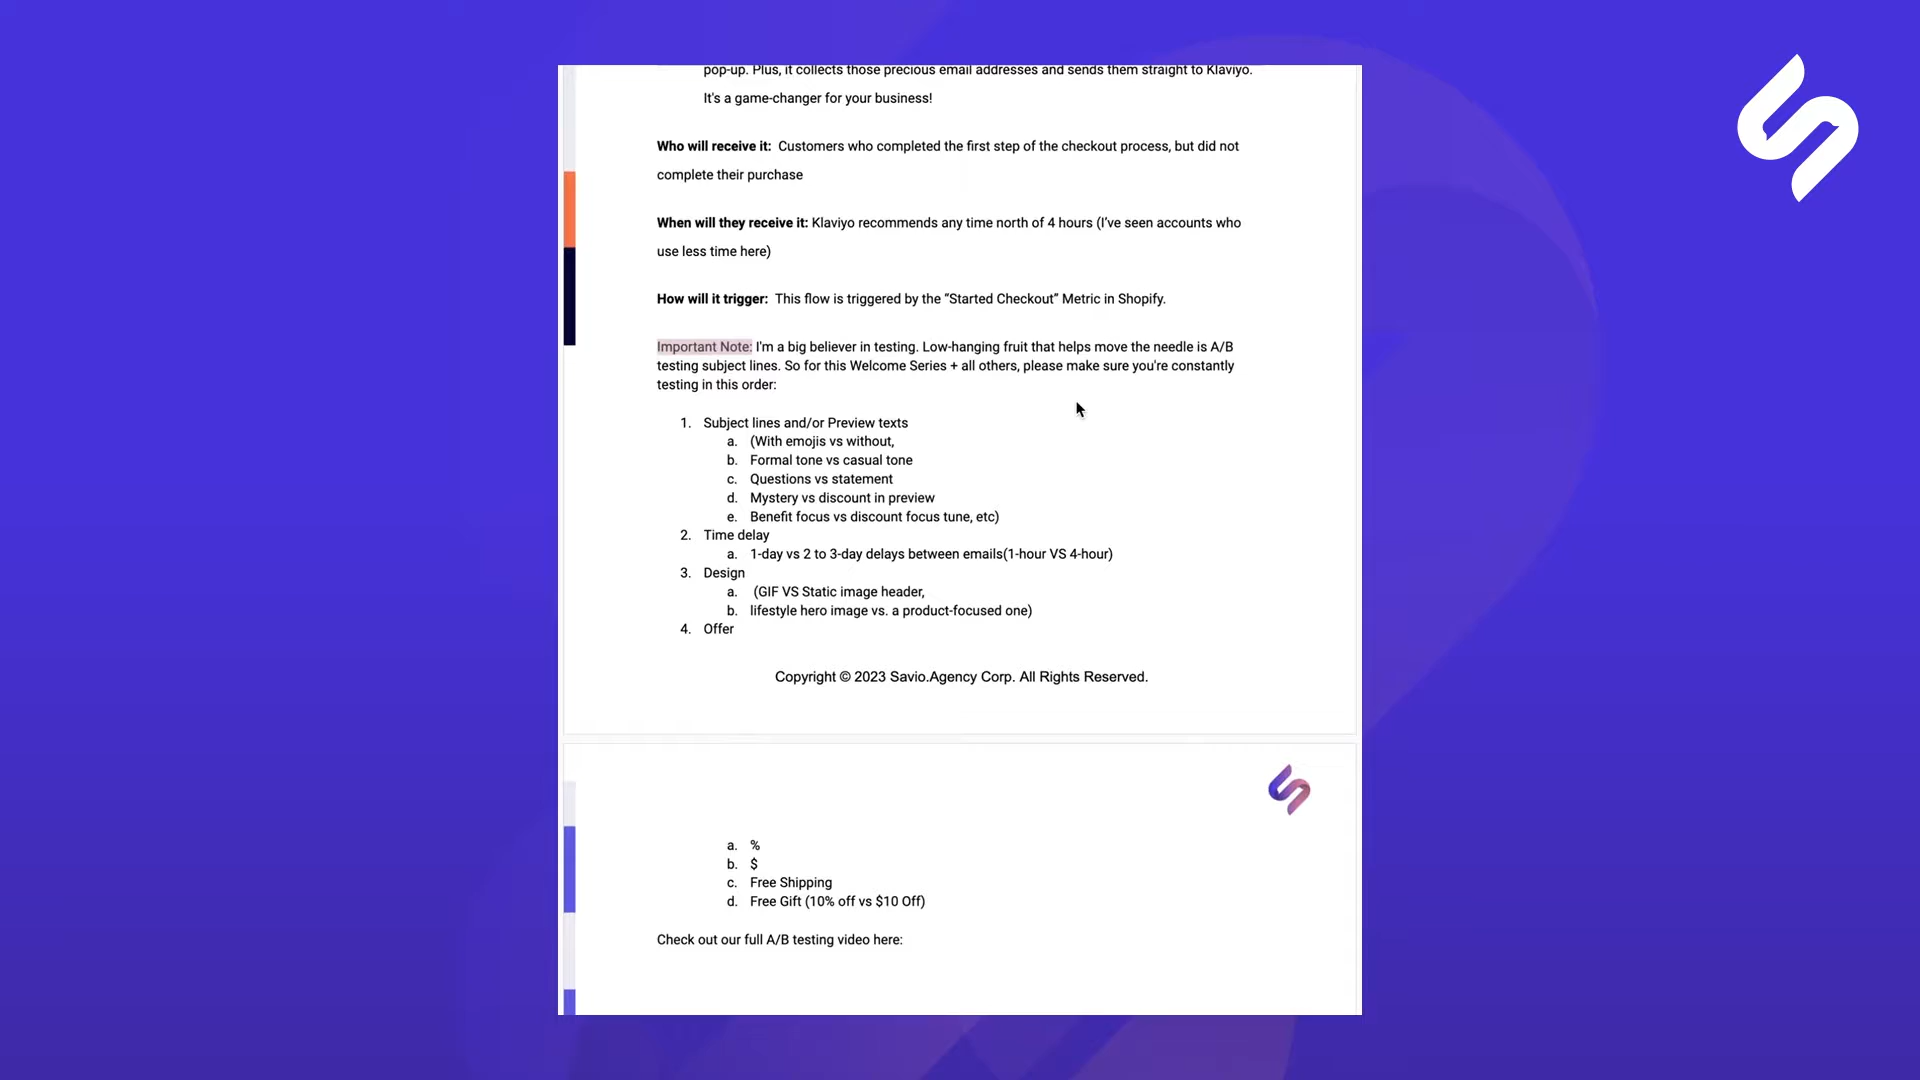 pop-up. Plus, it collects those precious email addresses and sends them straight to Klaviyo.
It's a game-changer for your business!
Who will receive it: Customers who completed the first step of the checkout process, but did not
complete their purchase
When will they receive it: Klaviyo recommends any time north of 4 hours (I've seen accounts who
use less time here)
How will it trigger: This flow is triggered by the “Started Checkout” Metric in Shopify.
Important Note: I'm a big believer in testing. Low-hanging fruit that helps move the needle is A/B
testing subject lines. So for this Welcome Series + all others, please make sure you're constantly
testing in this order:
1. Subject lines and/or Preview texts
a. (With emojis vs without,
b. Formal tone vs casual tone
c. Questions vs statement
d. Mystery vs discount in preview
e. Benefit focus vs discount focus tune, etc)
2. Time delay
a. 1-day vs 2 to 3-day delays between emails(1-hour VS 4-hour)
3. Design
a. (GIF VS Static image header,
b. lifestyle hero image vs. a product-focused one)
4. Offer
Copyright © 2023 Savio.Agency Corp. All Rights Reserved.
a. %
b. $
c. Free Shipping
d. Free Gift (10% off vs $10 Off)
Check out our full A/B testing video here: